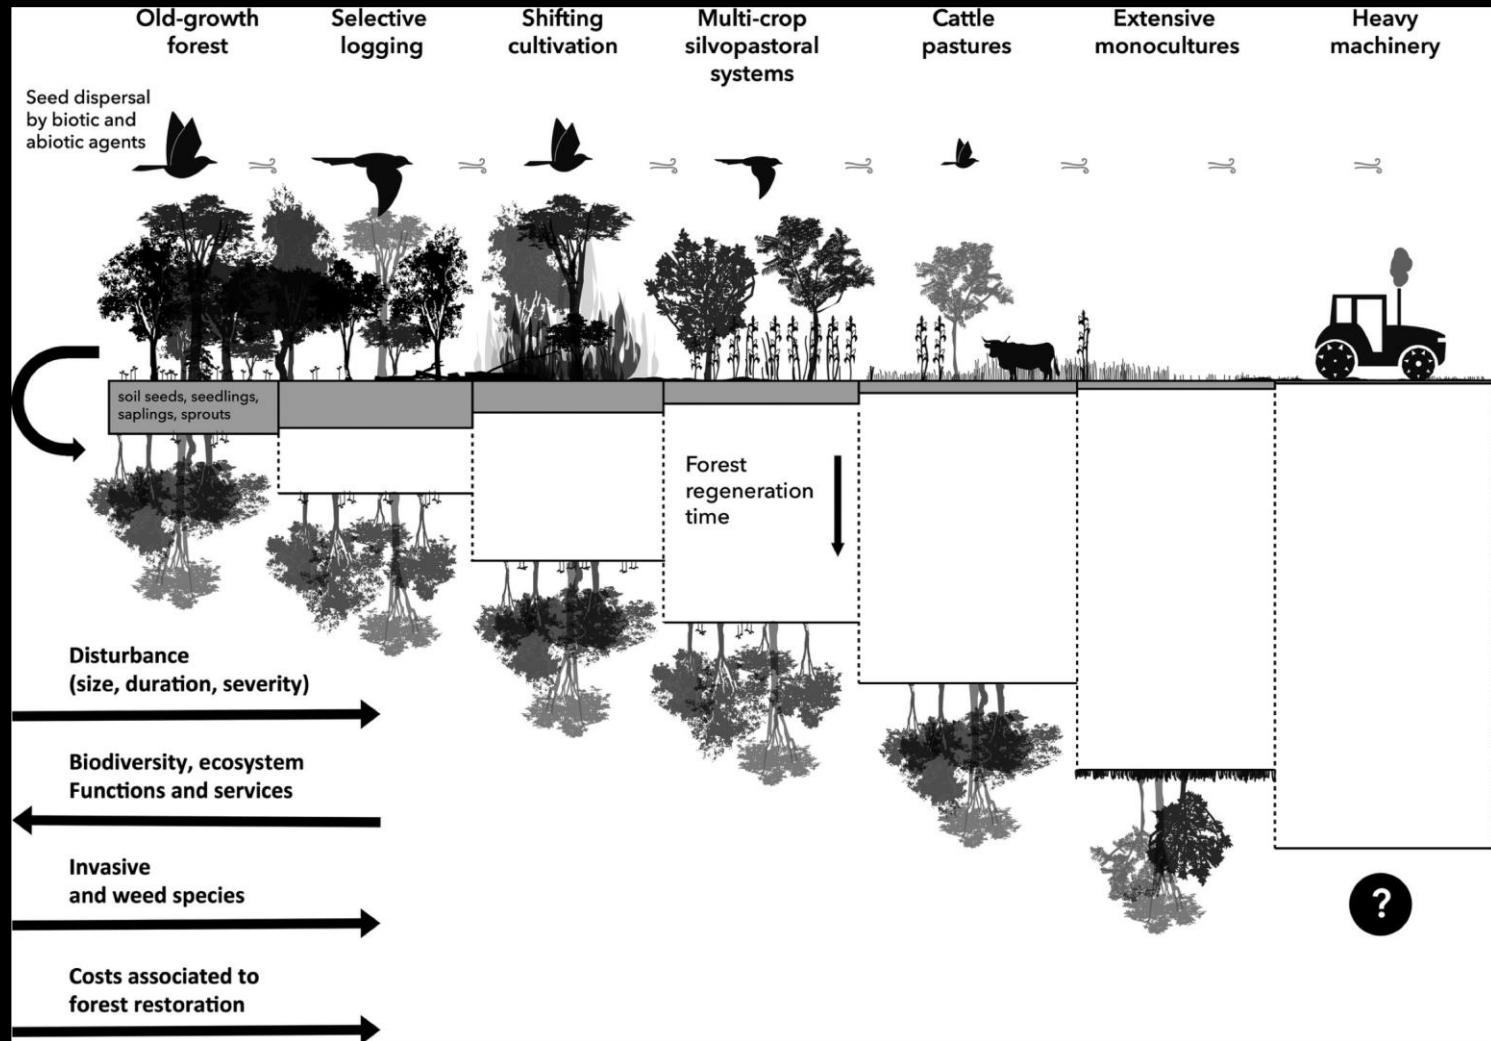 Old-growth
forest
Selective
logging
Shifting
cultivation
Multi-crop
silvopastoral
systems
Cattle
pastures
Extensive
monocultures
Heavy
machinery
Seed dispersal
by biotic and
abiotic agents
soil seeds, seedlings,
saplings, sprouts
Forest
regeneration
time
Disturbance
(size, duration, severity)
Biodiversity, ecosystem
Functions and services
Invasive
and weed species
Costs associated to
forest restoration
?